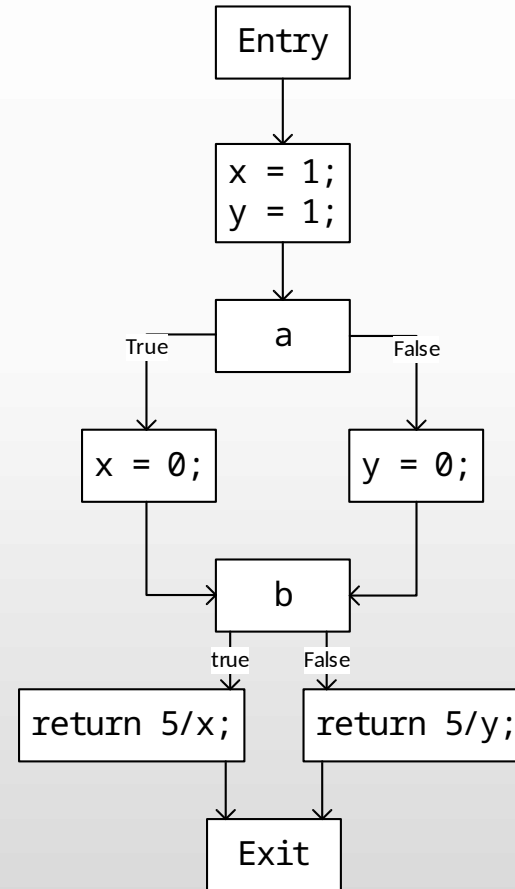 Entry
x = 1;
y = 1;
a
True
False
x = 0;
y = 0;
b
true
False
return 5/x;
return 5/y;
Exit